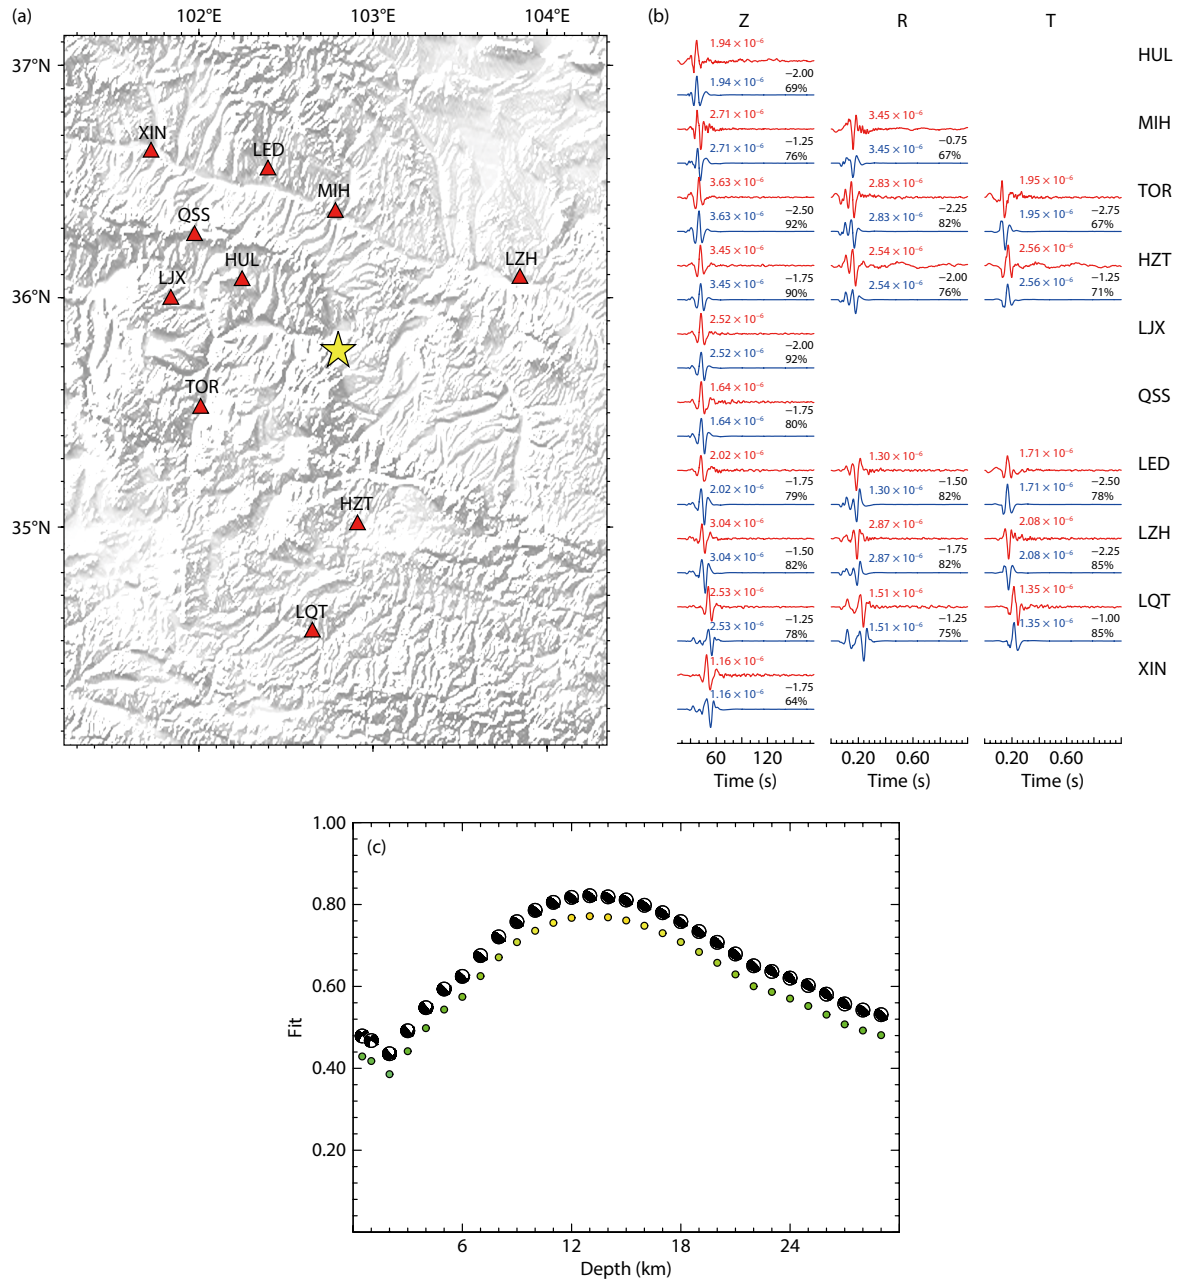 (a)
102°E 103°E 104°E
37°N
36°N
35°N
XIN
LED
MIH
QSS
HUL
LZH
LJX
TOR
HZT
LQT
(b)
Z R T
HUL
1.94 × 10⁻⁶
1.94 × 10⁻⁶
−2.00
69%
MIH
2.71 × 10⁻⁶
2.71 × 10⁻⁶
−1.25
76%
3.45 × 10⁻⁶
3.45 × 10⁻⁶
−0.75
67%
TOR
3.63 × 10⁻⁶
3.63 × 10⁻⁶
−2.50
92%
2.83 × 10⁻⁶
2.83 × 10⁻⁶
−2.25
82%
1.95 × 10⁻⁶
1.95 × 10⁻⁶
−2.75
67%
HZT
3.45 × 10⁻⁶
3.45 × 10⁻⁶
−1.75
90%
2.54 × 10⁻⁶
2.54 × 10⁻⁶
−2.00
76%
2.56 × 10⁻⁶
2.56 × 10⁻⁶
−1.25
71%
LJX
2.52 × 10⁻⁶
2.52 × 10⁻⁶
−2.00
92%
QSS
1.64 × 10⁻⁶
1.64 × 10⁻⁶
−1.75
80%
LED
2.02 × 10⁻⁶
2.02 × 10⁻⁶
−1.75
79%
1.30 × 10⁻⁶
1.30 × 10⁻⁶
−1.50
82%
1.71 × 10⁻⁶
1.71 × 10⁻⁶
−2.50
78%
LZH
3.04 × 10⁻⁶
3.04 × 10⁻⁶
−1.50
82%
2.87 × 10⁻⁶
2.87 × 10⁻⁶
−1.75
82%
2.08 × 10⁻⁶
2.08 × 10⁻⁶
−2.25
85%
LQT
2.53 × 10⁻⁶
2.53 × 10⁻⁶
−1.25
78%
1.51 × 10⁻⁶
1.51 × 10⁻⁶
−1.25
75%
1.35 × 10⁻⁶
1.35 × 10⁻⁶
−1.00
85%
XIN
1.16 × 10⁻⁶
1.16 × 10⁻⁶
−1.75
64%
60 120
0.20 0.60
0.20 0.60
Time (s) Time (s) Time (s)
(c)
1.00
0.80
0.60
0.40
0.20
Fit
6 12 18 24
Depth (km)